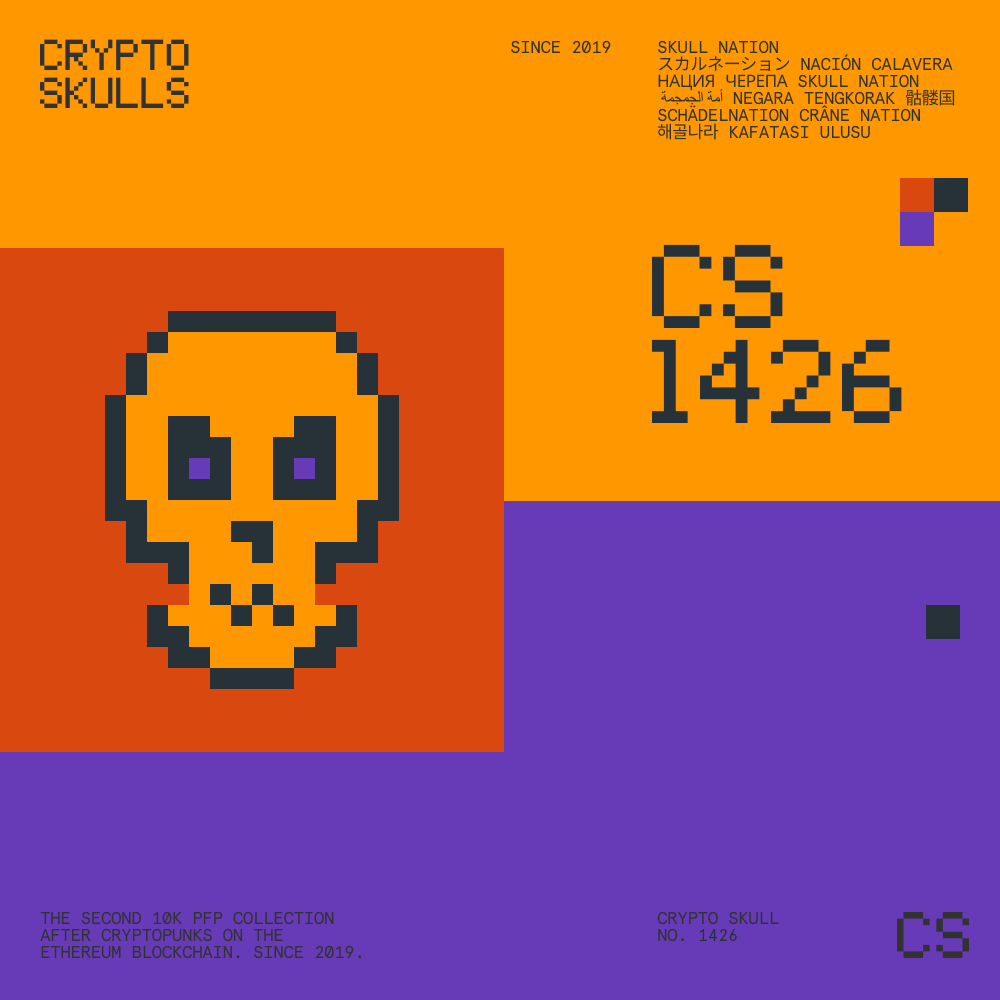 CRYPTO
SKULLS
SINCE 2019
SKULL NATION
スカルネーション NACIÓN CALAVERA
НАЦИЯ ЧЕРЕПА SKULL NATION
أمة الجمجمة NEGARA TENGKORAK 骷髅国
SCHÄDELNATION CRÂNE NATION
해골나라 KAFATASI ULUSU
CS
1426
THE SECOND 10K PFP COLLECTION
AFTER CRYPTOPUNKS ON THE
ETHEREUM BLOCKCHAIN. SINCE 2019.
CRYPTO SKULL
NO. 1426
CS